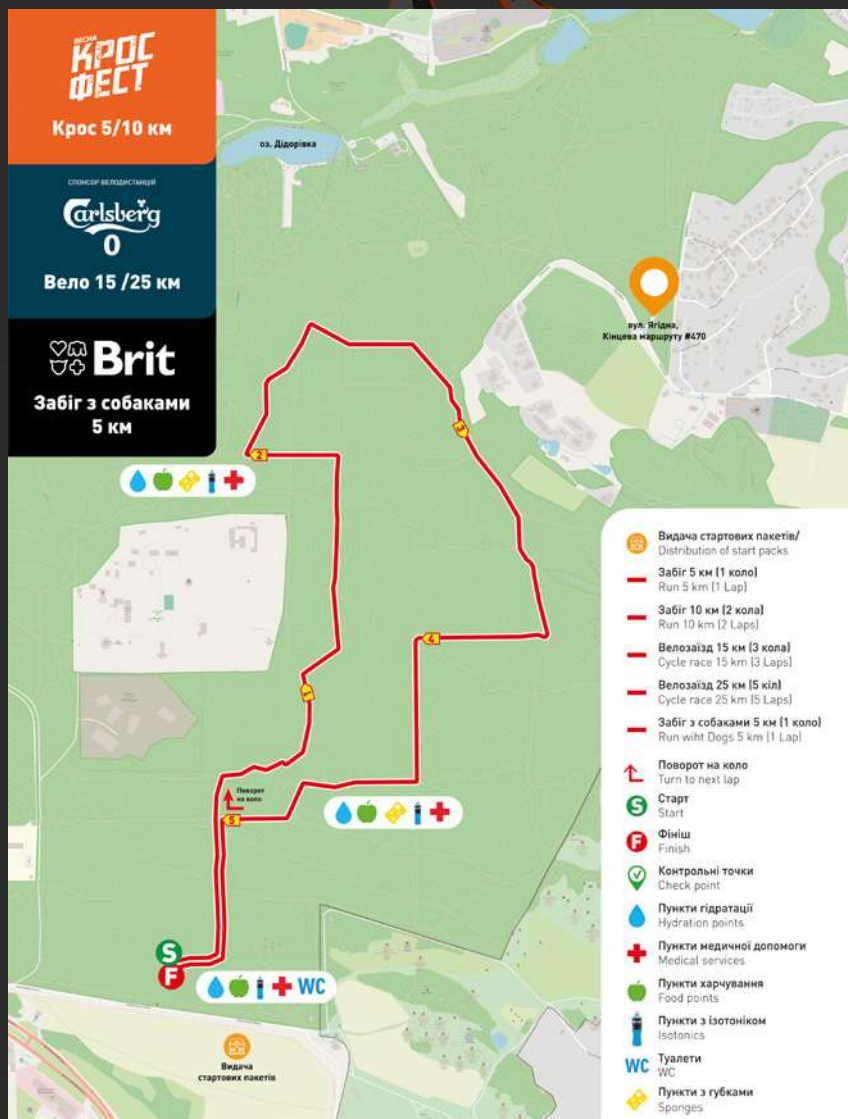 ВЕСНА
КРОС
ФЕСТ
Крос 5/10 км
СПОНСОР ВЕЛОДИСТАНЦІЙ
Carlsberg
0
Вело 15 /25 км
Brit
Забіг з собаками
5 км
оз. Дідорівка
вул. Ягідна,
Кінцева маршруту #470
3
2
4
1
Поворот
на коло
5
S
F
WC
Видача
стартових пакетів
Видача стартових пакетів/
Distribution of start packs
Забіг 5 км (1 коло)
Run 5 km (1 Lap)
Забіг 10 км (2 кола)
Run 10 km (2 Laps)
Велозаїзд 15 км (3 кола)
Cycle race 15 km (3 Laps)
Велозаїзд 25 км (5 кіл)
Cycle race 25 km (5 Laps)
Забіг з собаками 5 км (1 коло)
Run wiht Dogs 5 km (1 Lap)
Поворот на коло
Turn to next lap
S
Старт
Start
F
Фініш
Finish
Контрольні точки
Check point
Пункти гідратації
Hydration points
Пункти медичної допомоги
Medical services
Пункти харчування
Food points
Пункти з ізотоніком
Isotonics
WC
Туалети
WC
Пункти з губками
Sponges